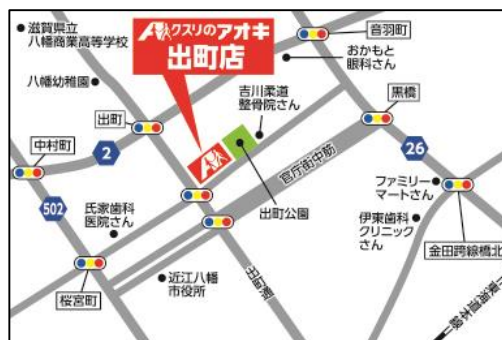 滋賀県立
八幡商業高等学校
クスリのアオキ
出町店
音羽町
おかもと
眼科さん
八幡幼稚園
吉川柔道
整骨院さん
黒橋
出町
中村町
2
官庁街中筋
26
502
ファミリー
マートさん
氏家歯科
医院さん
出町公園
伊東歯科
クリニック
さん
金田跨線橋北
近江八幡
市役所
桜宮町